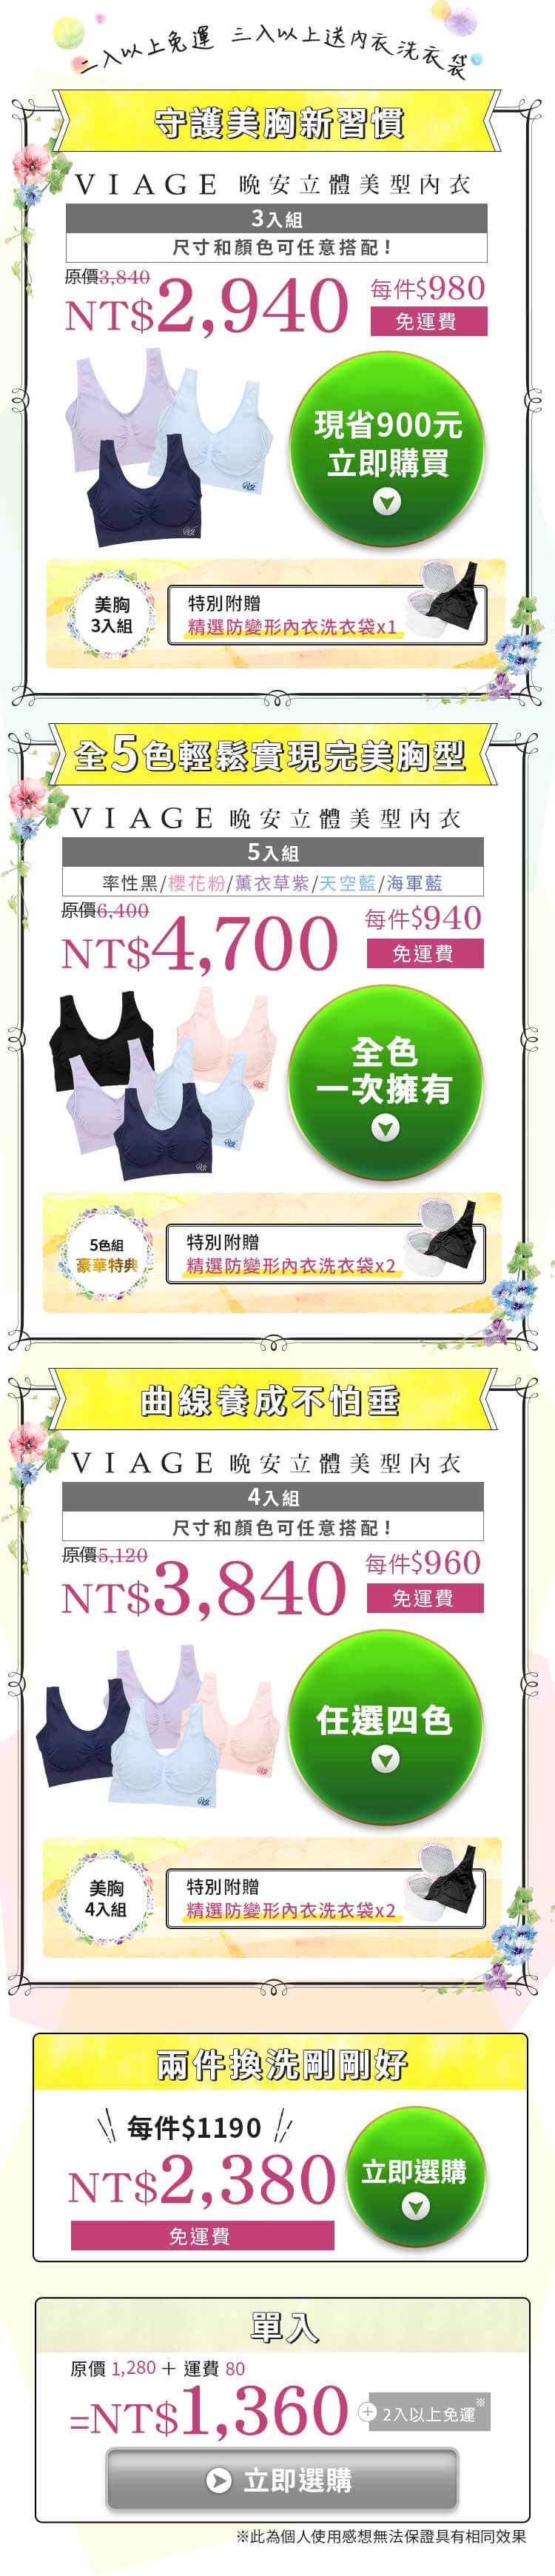 二入以上免運 三入以上送內衣洗衣袋
守護美胸新習慣
VIAGE 晚安立體美型內衣
3入組
尺寸和顏色可任意搭配！
原價3,840
NT$2,940
每件$980
免運費
現省900元
立即購買
美胸
3入組
特別附贈
精選防變形內衣洗衣袋x1
全5色輕鬆實現完美胸型
VIAGE 晚安立體美型內衣
5入組
率性黑/櫻花粉/薰衣草紫/天空藍/海軍藍
原價6,400
NT$4,700
每件$940
免運費
全色
一次擁有
5色組
豪華特典
特別附贈
精選防變形內衣洗衣袋x2
曲線養成不怕垂
VIAGE 晚安立體美型內衣
4入組
尺寸和顏色可任意搭配！
原價5,120
NT$3,840
每件$960
免運費
任選四色
美胸
4入組
特別附贈
精選防變形內衣洗衣袋x2
兩件換洗剛剛好
每件$1190
NT$2,380
免運費
立即選購
單入
原價 1,280 ＋ 運費 80
=NT$1,360
+ 2入以上免運※
立即選購
※此為個人使用感想無法保證具有相同效果